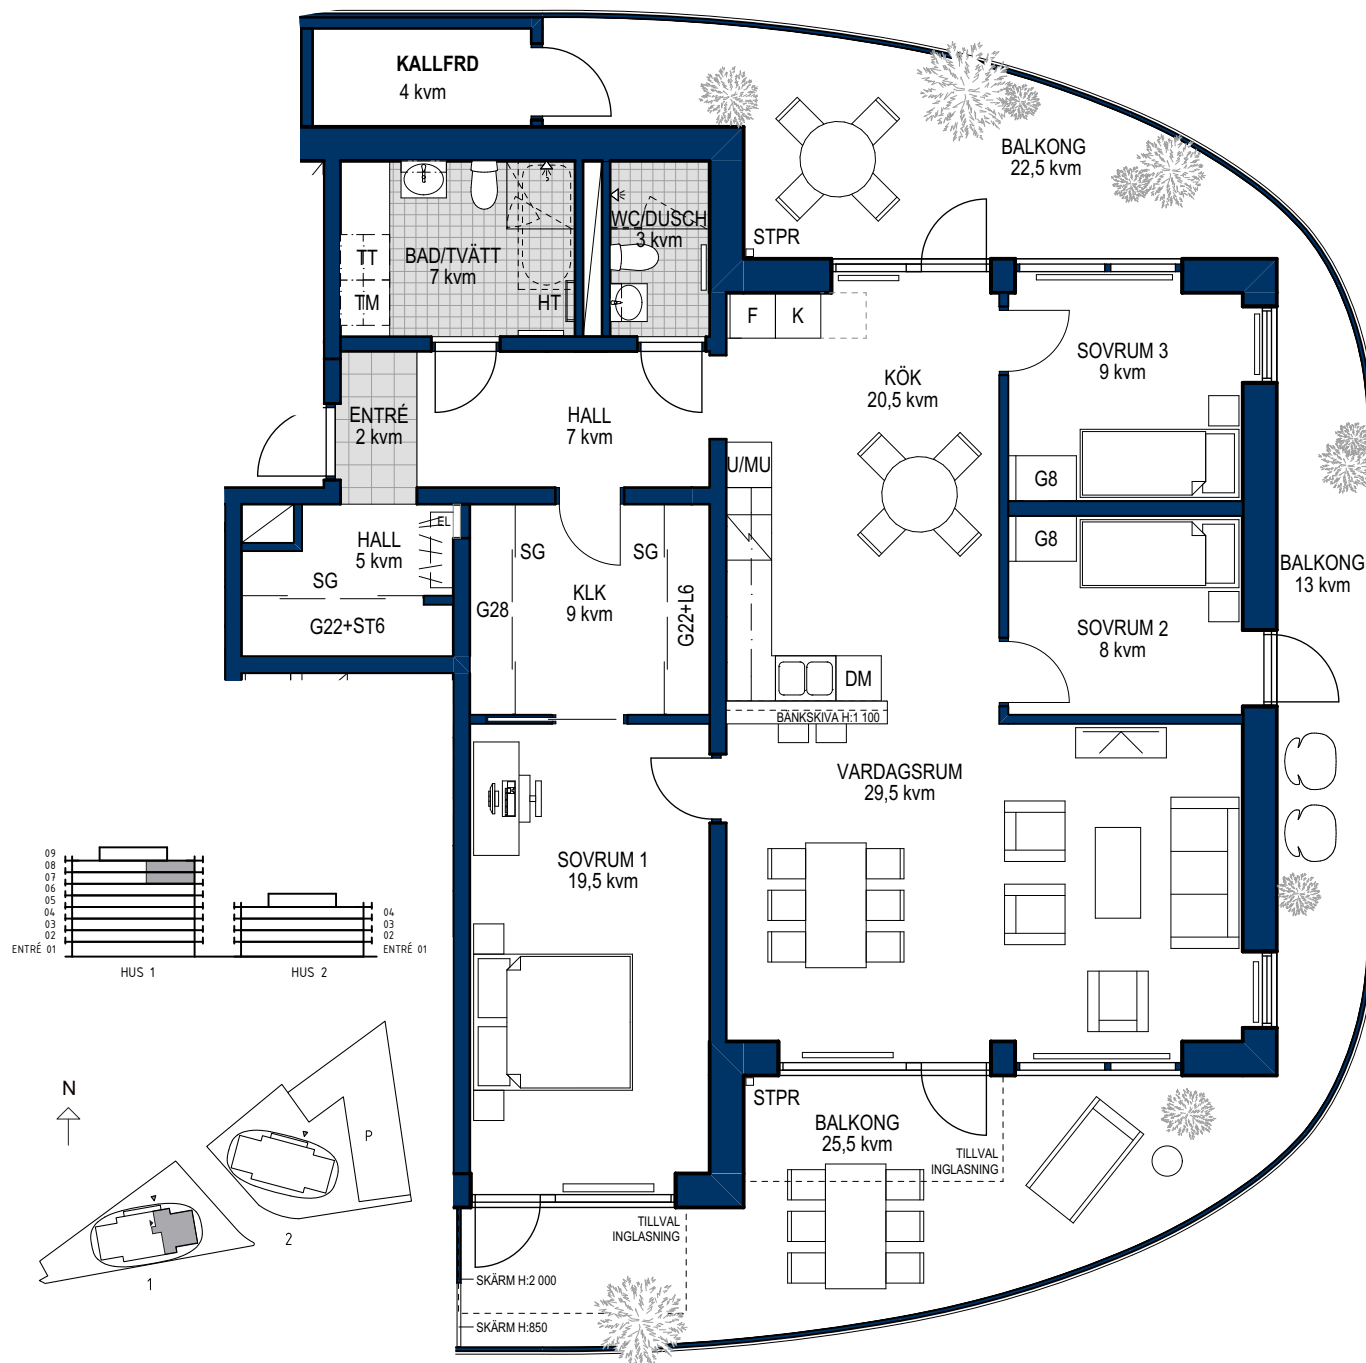 KALLFRD
4 kvm
BALKONG
22,5 kvm
STPR
WC/DUSCH
3 kvm
BAD/TVÄTT
7 kvm
TT
TM
HT
F
K
SOVRUM 3
9 kvm
KÖK
20,5 kvm
ENTRÉ
2 kvm
HALL
7 kvm
U/MU
G8
G8
EL
HALL
5 kvm
SG
G22+ST6
SG
SG
KLK
9 kvm
G28
G22+L6
BALKONG
13 kvm
SOVRUM 2
8 kvm
DM
BÄNKSKIVA H:1 100
VARDAGSRUM
29,5 kvm
SOVRUM 1
19,5 kvm
09
08
07
06
05
04
03
02
ENTRÉ 01
04
03
02
ENTRÉ 01
HUS 1
HUS 2
N
P
2
1
STPR
BALKONG
25,5 kvm
TILLVAL
INGLASNING
TILLVAL
INGLASNING
SKÄRM H:2 000
SKÄRM H:850